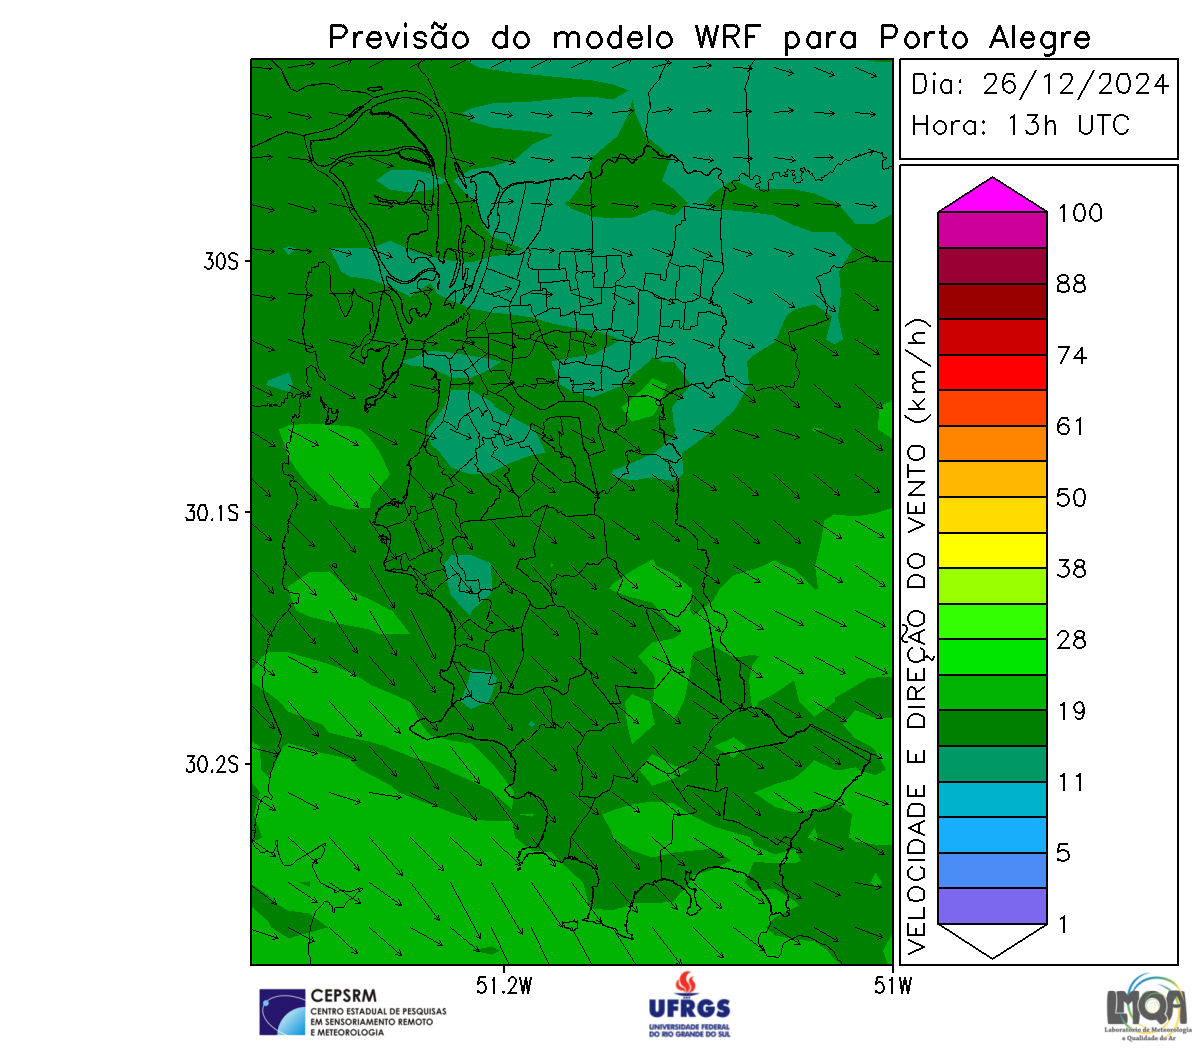 Previsão do modelo WRF para Porto Alegre
Dia: 26/12/2024
Hora: 13h UTC
30S
30.1S
30.2S
51.2W
51W
VELOCIDADE E DIREÇÃO DO VENTO (km/h)
100
88
74
61
50
38
28
19
11
5
1
CEPSRM
CENTRO ESTADUAL DE PESQUISAS
EM SENSORIAMENTO REMOTO
E METEOROLOGIA
UFRGS
UNIVERSIDADE FEDERAL
DO RIO GRANDE DO SUL
LMQA
Laboratório de Meteorologia
e Qualidade do Ar